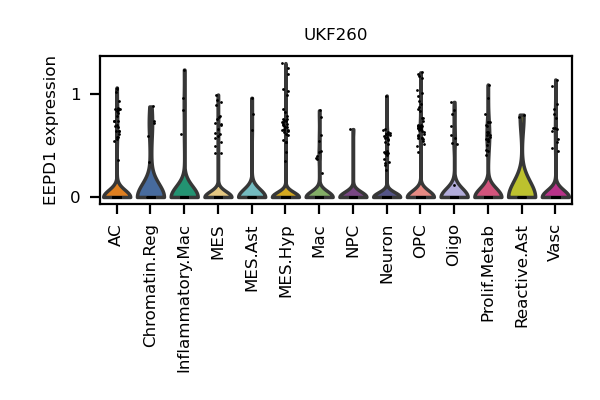 UKF260
EEPD1 expression
1
0
AC
Chromatin.Reg
Inflammatory.Mac
MES
MES.Ast
MES.Hyp
Mac
NPC
Neuron
OPC
Oligo
Prolif.Metab
Reactive.Ast
Vasc